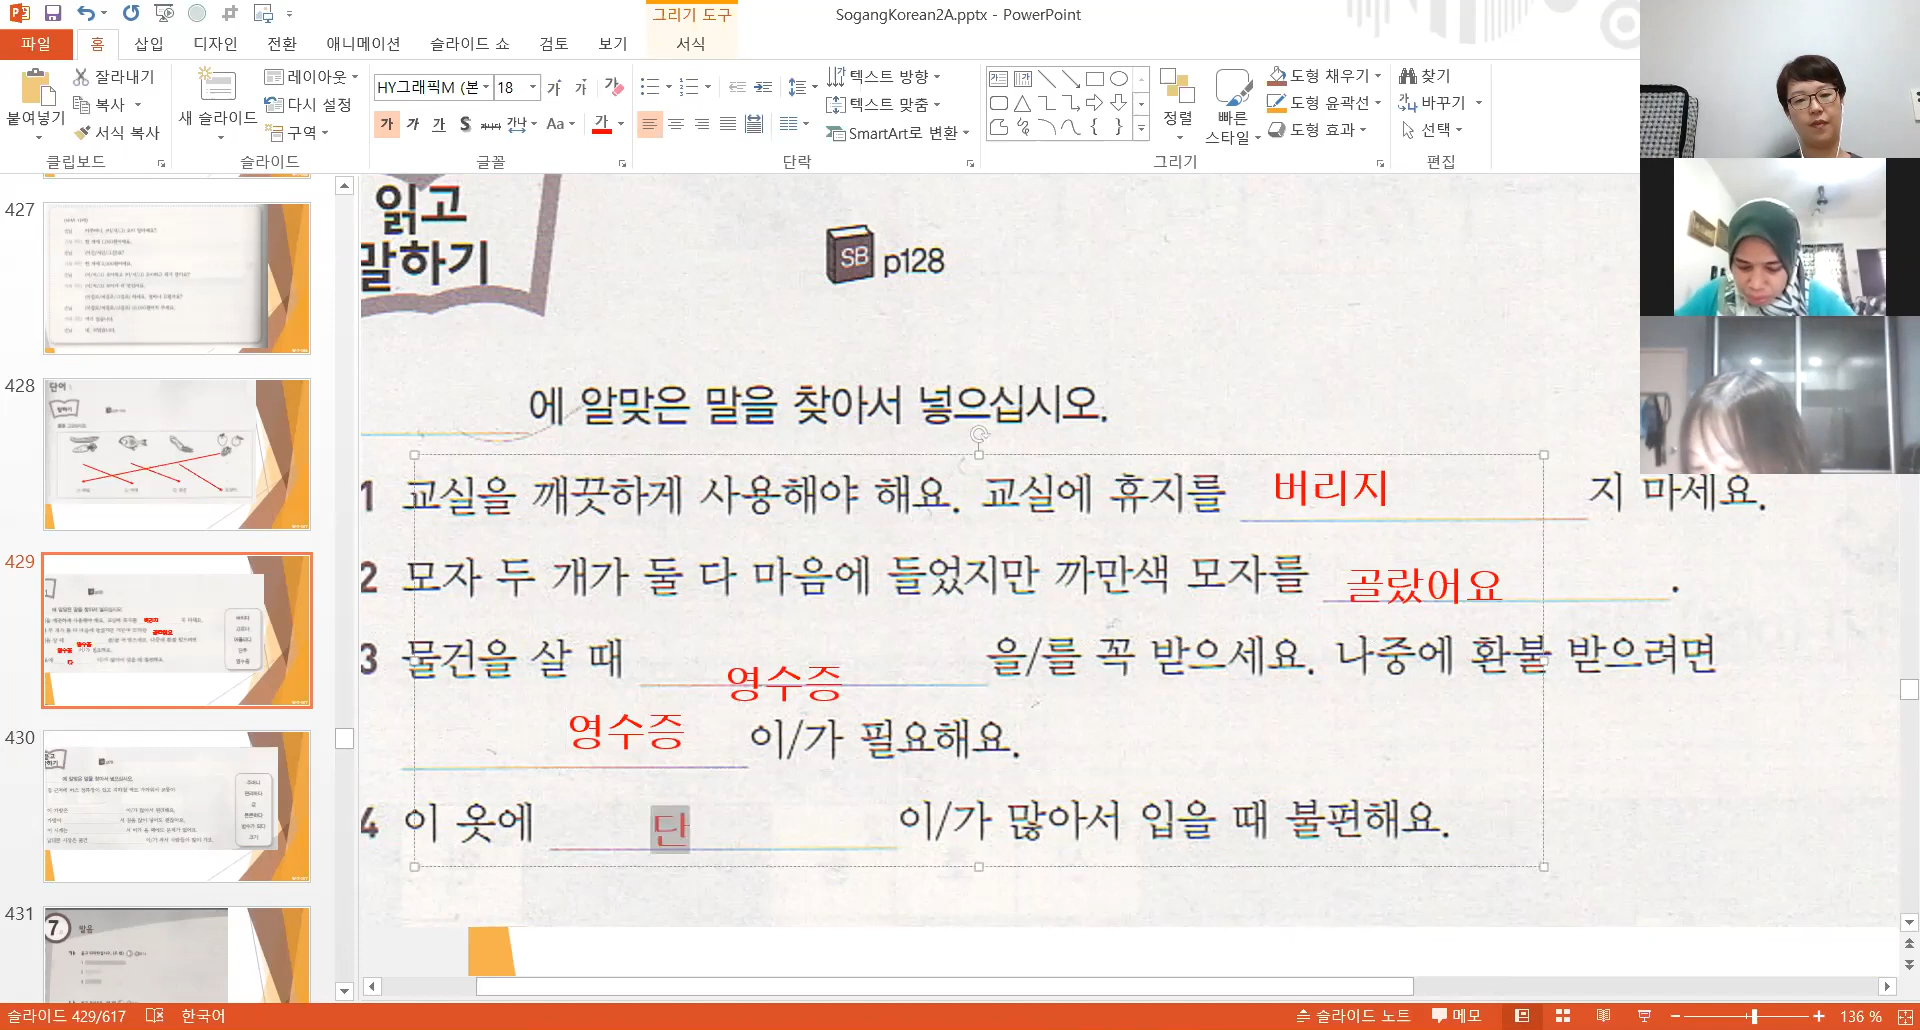 SogangKorean2A.pptx - PowerPoint
그리기 도구
파일 홈 삽입 디자인 전환 애니메이션 슬라이드 쇼 검토 보기 서식
붙여넣기
잘라내기
복사
서식 복사
클립보드
새 슬라이드
레이아웃
다시 설정
구역
슬라이드
HY그래픽M (본 18
글꼴
텍스트 방향
텍스트 맞춤
SmartArt로 변환
단락
정렬
빠른 스타일
도형 채우기
도형 윤곽선
도형 효과
그리기
찾기
바꾸기
선택
편집
427
428
429
430
431
읽고
말하기
SB p128
에 알맞은 말을 찾아서 넣으십시오.
1 교실을 깨끗하게 사용해야 해요. 교실에 휴지를 버리지 지 마세요.
2 모자 두 개가 둘 다 마음에 들었지만 까만색 모자를 골랐어요 .
3 물건을 살 때 영수증 을/를 꼭 받으세요. 나중에 환불 받으려면
영수증 이/가 필요해요.
4 이 옷에 단 이/가 많아서 입을 때 불편해요.
슬라이드 429/617 한국어 슬라이드 노트 메모 136 %